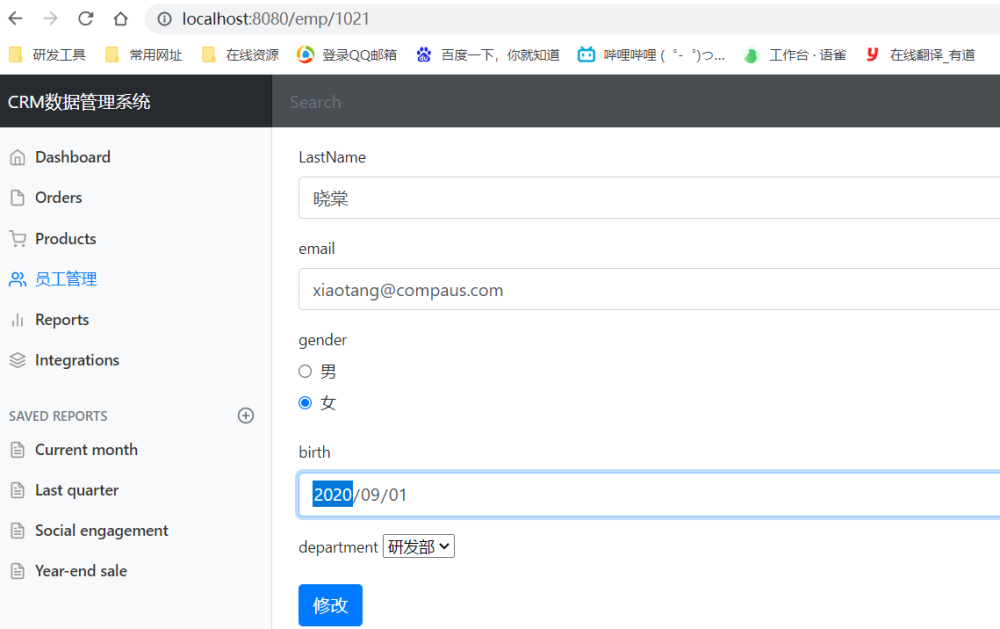 localhost:8080/emp/1021
研发工具 常用网址 在线资源 登录QQ邮箱 百度一下，你就知道 哔哩哔哩 (゜-゜)つ... 工作台 · 语雀 在线翻译_有道
CRM数据管理系统 Search
Dashboard
Orders
Products
员工管理
Reports
Integrations
SAVED REPORTS
Current month
Last quarter
Social engagement
Year-end sale
LastName
晓棠
email
xiaotang@compaus.com
gender
男
女
birth
2020/09/01
department 研发部
修改